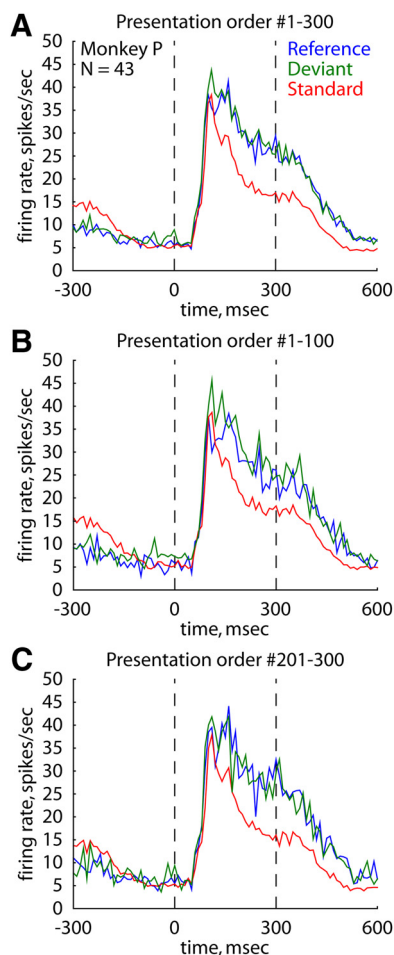 A
Presentation order #1-300
Monkey P
N = 43
Reference
Deviant
Standard
firing rate, spikes/sec
50
45
40
35
30
25
20
15
10
5
0
-300
0
300
600
time, msec
B
Presentation order #1-100
firing rate, spikes/sec
50
45
40
35
30
25
20
15
10
5
0
-300
0
300
600
time, msec
C
Presentation order #201-300
firing rate, spikes/sec
50
45
40
35
30
25
20
15
10
5
0
-300
0
300
600
time, msec